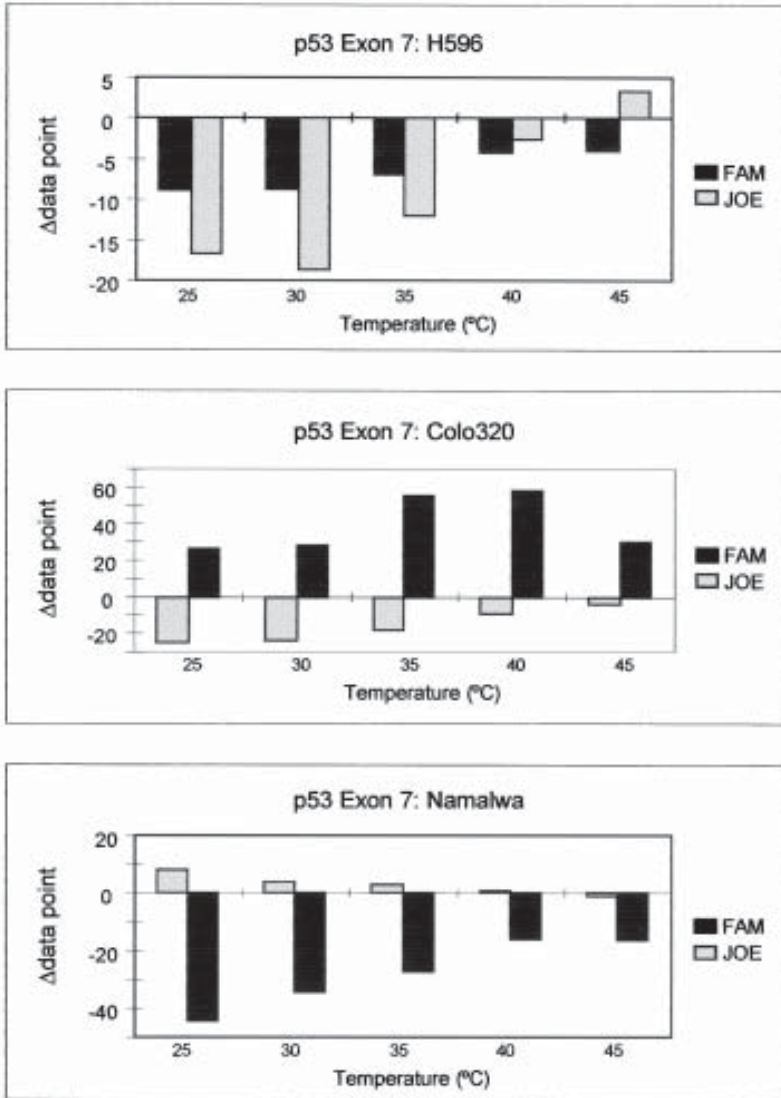 p53 Exon 7: H596
5
0
-5
-10
-15
-20
Δdata point
25 30 35 40 45
Temperature (ºC)
FAM
JOE
p53 Exon 7: Colo320
60
40
20
0
-20
Δdata point
25 30 35 40 45
Temperature (ºC)
FAM
JOE
p53 Exon 7: Namalwa
20
0
-20
-40
Δdata point
25 30 35 40 45
Temperature (ºC)
FAM
JOE